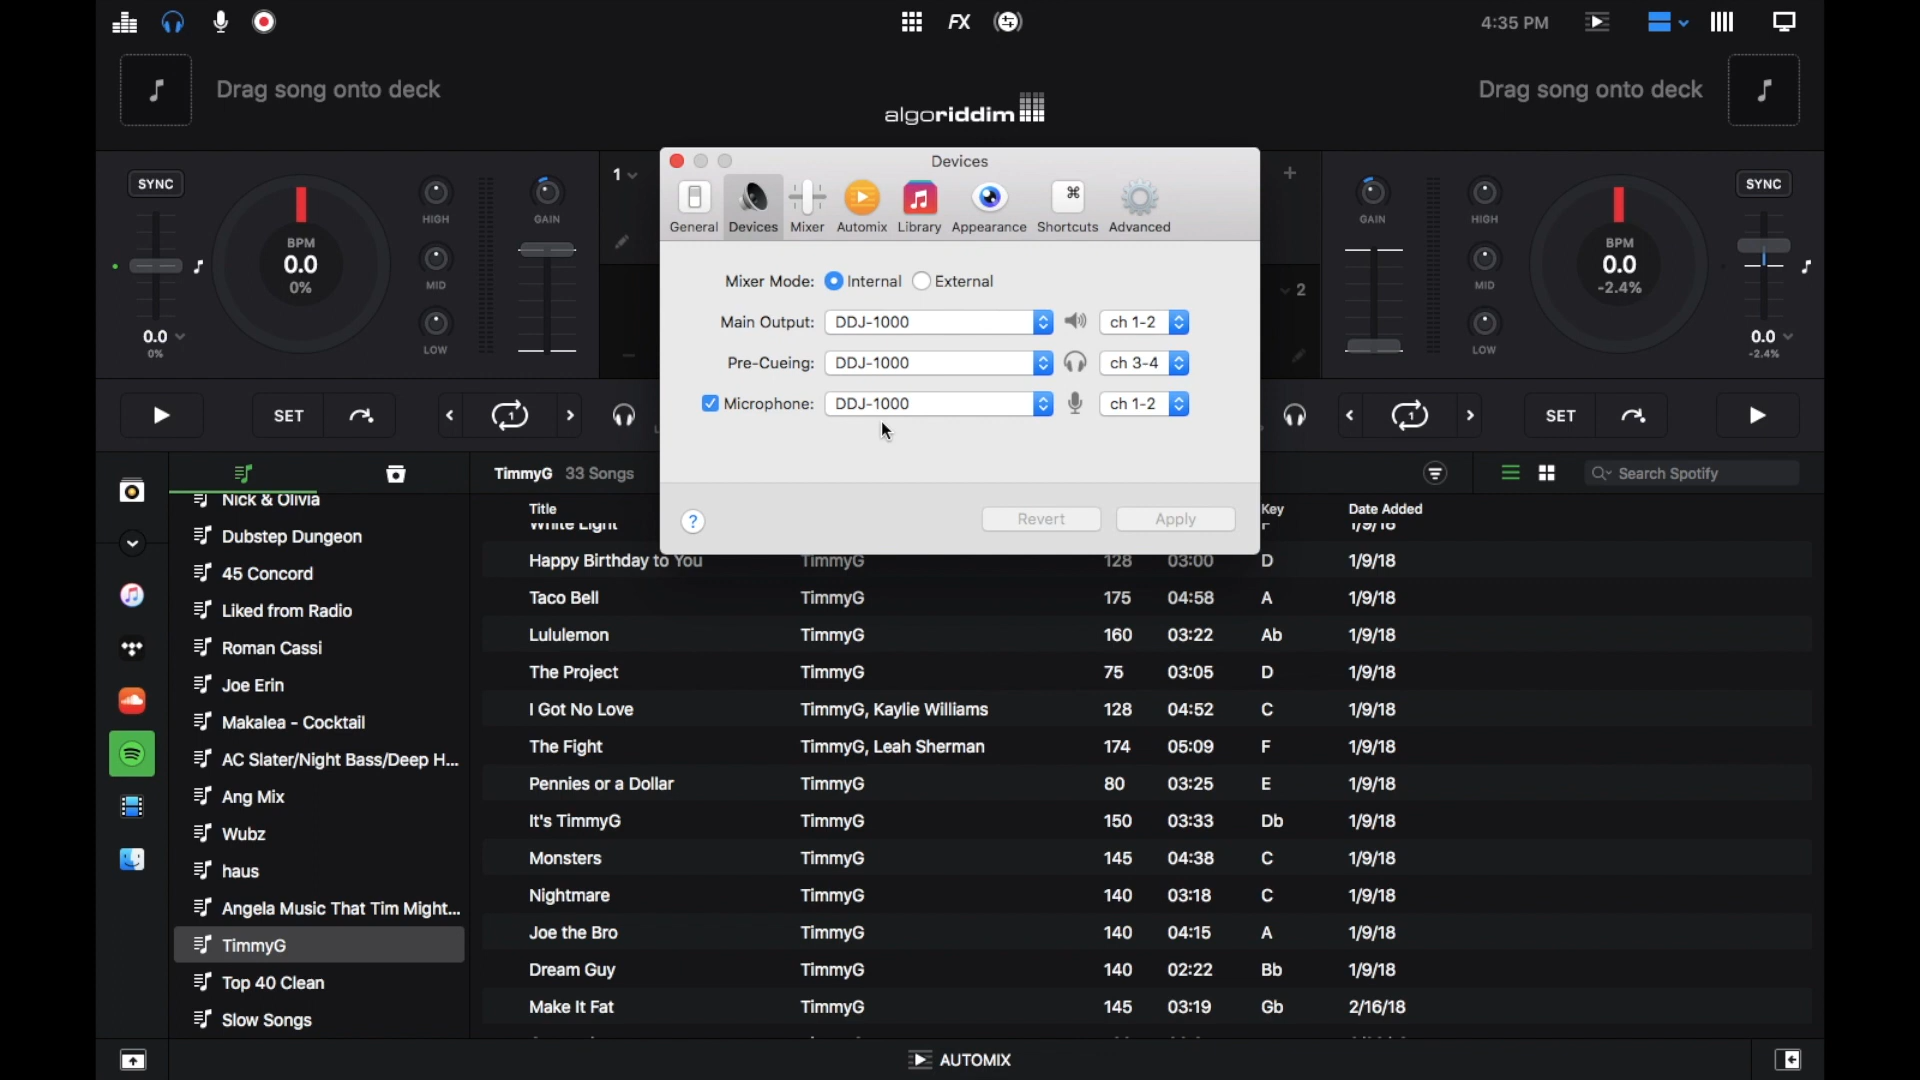 FX
4:35 PM
Drag song onto deck
Drag song onto deck
algoriddim
Devices
General Devices Mixer Automix Library Appearance Shortcuts Advanced
Mixer Mode: Internal External
Main Output: DDJ-1000 ch 1-2
Pre-Cueing: DDJ-1000 ch 3-4
Microphone: DDJ-1000 ch 1-2
? Revert Apply
SYNC
BPM
0.0
0%
HIGH
MID
LOW
GAIN
0.0
0%
1
2
GAIN
HIGH
MID
LOW
BPM
0.0
-2.4%
SYNC
0.0
-2.4%
SET
1
1
SET
TimmyG 33 Songs
Search Spotify
Nick & Olivia
Dubstep Dungeon
45 Concord
Liked from Radio
Roman Cassi
Joe Erin
Makalea - Cocktail
AC Slater/Night Bass/Deep H...
Ang Mix
Wubz
haus
Angela Music That Tim Might...
TimmyG
Top 40 Clean
Slow Songs
Title Key Date Added
White Light F 1/9/18
Happy Birthday to You TimmyG 128 03:00 D 1/9/18
Taco Bell TimmyG 175 04:58 A 1/9/18
Lululemon TimmyG 160 03:22 Ab 1/9/18
The Project TimmyG 75 03:05 D 1/9/18
I Got No Love TimmyG, Kaylie Williams 128 04:52 C 1/9/18
The Fight TimmyG, Leah Sherman 174 05:09 F 1/9/18
Pennies or a Dollar TimmyG 80 03:25 E 1/9/18
It's TimmyG TimmyG 150 03:33 Db 1/9/18
Monsters TimmyG 145 04:38 C 1/9/18
Nightmare TimmyG 140 03:18 C 1/9/18
Joe the Bro TimmyG 140 04:15 A 1/9/18
Dream Guy TimmyG 140 02:22 Bb 1/9/18
Make It Fat TimmyG 145 03:19 Gb 2/16/18
AUTOMIX